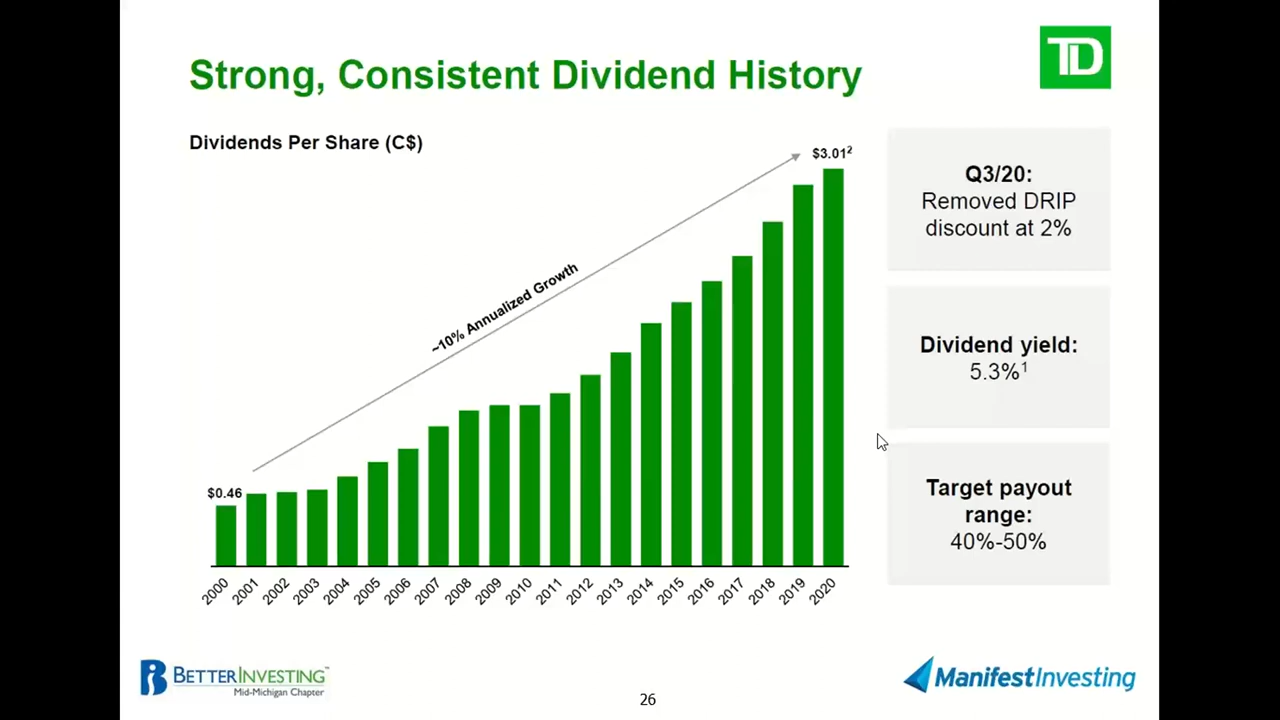 TD
Strong, Consistent Dividend History
Dividends Per Share (C$)
$3.01²
~10% Annualized Growth
$0.46
2000 2001 2002 2003 2004 2005 2006 2007 2008 2009 2010 2011 2012 2013 2014 2015 2016 2017 2018 2019 2020
Q3/20:
Removed DRIP
discount at 2%
Dividend yield:
5.3%¹
Target payout
range:
40%-50%
BETTERINVESTING™
Mid-Michigan Chapter
26
ManifestInvesting